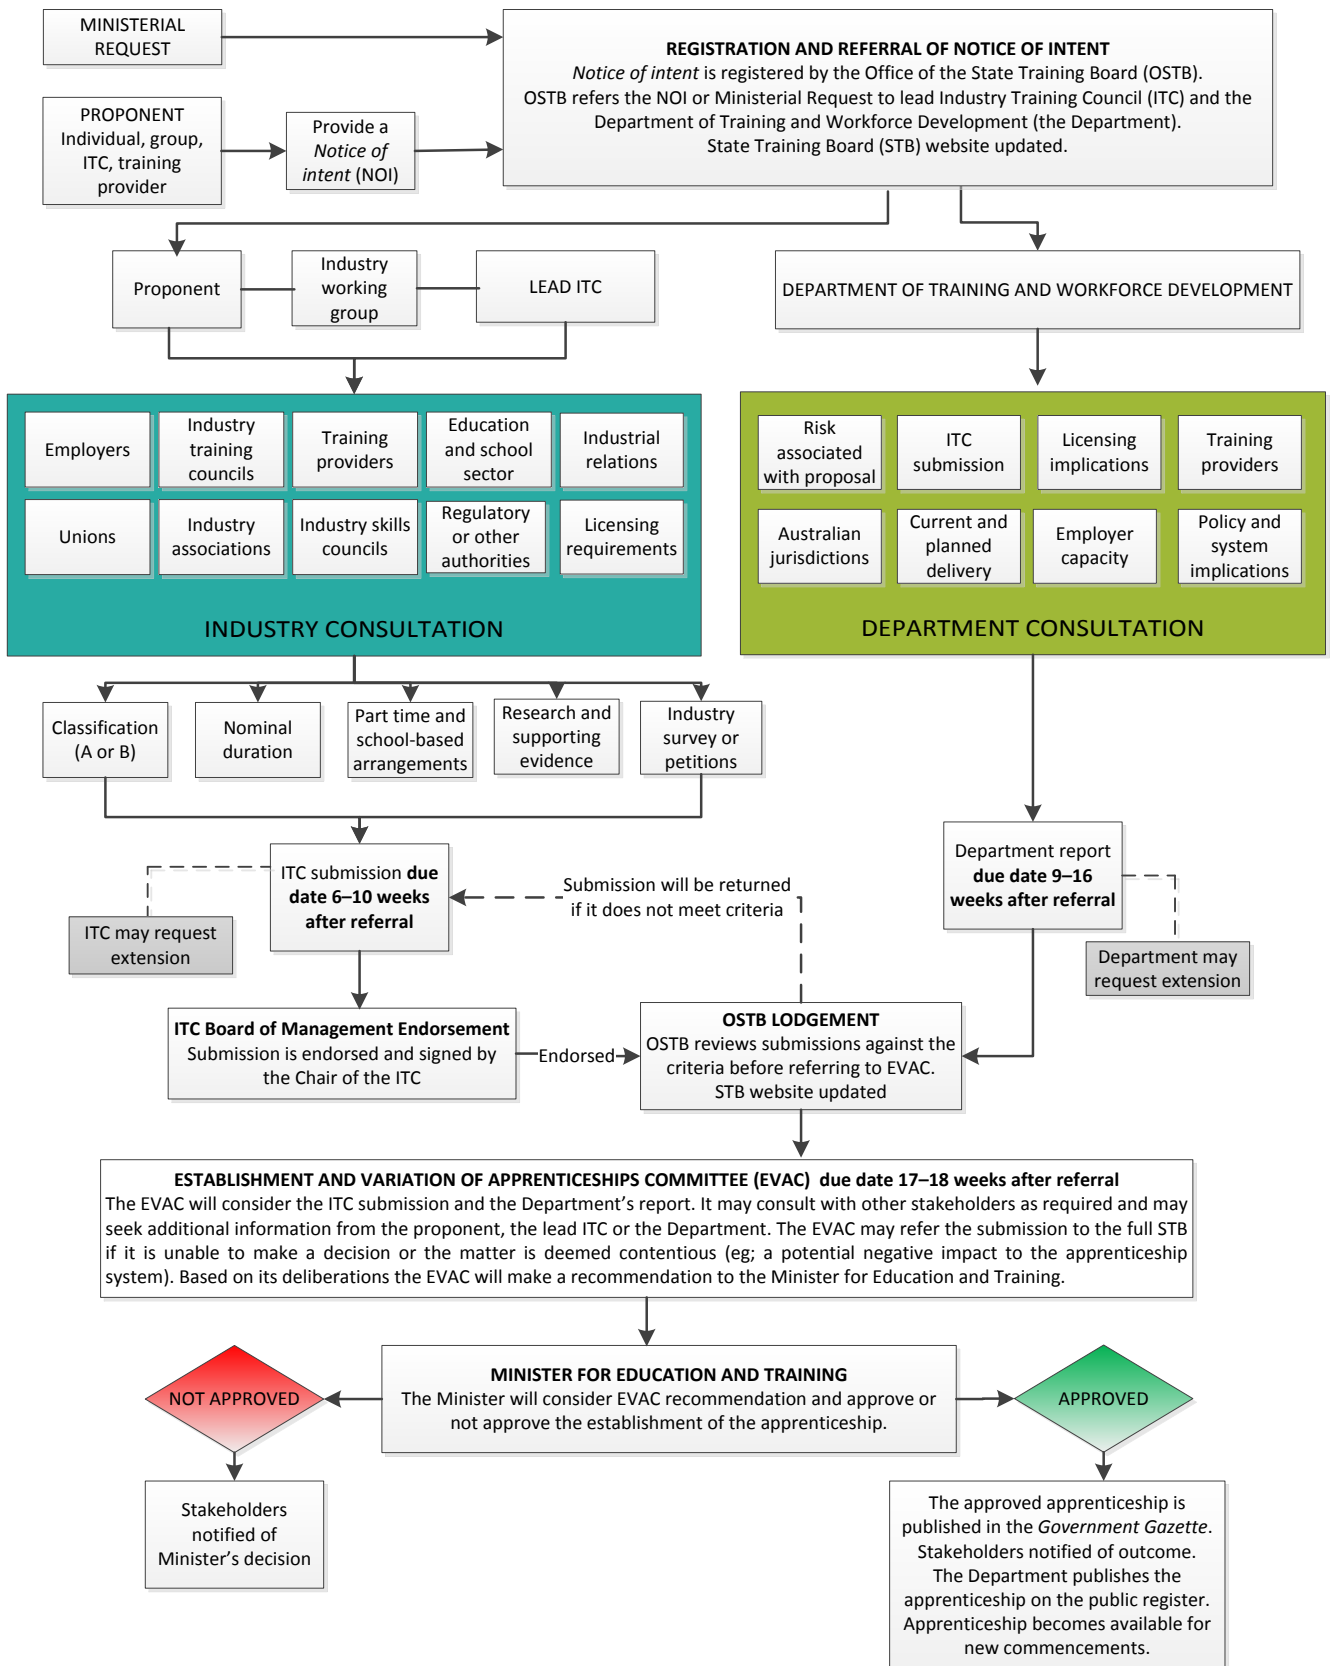 MINISTERIAL
REQUEST
REGISTRATION AND REFERRAL OF NOTICE OF INTENT
Notice of intent is registered by the Office of the State Training Board (OSTB).
OSTB refers the NOI or Ministerial Request to lead Industry Training Council (ITC) and the
Department of Training and Workforce Development (the Department).
State Training Board (STB) website updated.
PROPONENT
Individual, group,
ITC, training
provider
Provide a
Notice of
intent (NOI)
Proponent
Industry
working
group
LEAD ITC
DEPARTMENT OF TRAINING AND WORKFORCE DEVELOPMENT
Employers
Industry
training
councils
Training
providers
Education
and school
sector
Industrial
relations
Unions
Industry
associations
Industry skills
councils
Regulatory
or other
authorities
Licensing
requirements
INDUSTRY CONSULTATION
Risk
associated
with proposal
ITC
submission
Licensing
implications
Training
providers
Australian
jurisdictions
Current and
planned
delivery
Employer
capacity
Policy and
system
implications
DEPARTMENT CONSULTATION
Classification
(A or B)
Nominal
duration
Part time and
school-based
arrangements
Research and
supporting
evidence
Industry
survey or
petitions
ITC submission due
date 6–10 weeks
after referral
ITC may request
extension
Submission will be returned
if it does not meet criteria
Department report
due date 9–16
weeks after referral
Department may
request extension
ITC Board of Management Endorsement
Submission is endorsed and signed by
the Chair of the ITC
Endorsed
OSTB LODGEMENT
OSTB reviews submissions against the
criteria before referring to EVAC.
STB website updated
ESTABLISHMENT AND VARIATION OF APPRENTICESHIPS COMMITTEE (EVAC) due date 17–18 weeks after referral
The EVAC will consider the ITC submission and the Department's report. It may consult with other stakeholders as required and may
seek additional information from the proponent, the lead ITC or the Department. The EVAC may refer the submission to the full STB
if it is unable to make a decision or the matter is deemed contentious (eg; a potential negative impact to the apprenticeship
system). Based on its deliberations the EVAC will make a recommendation to the Minister for Education and Training.
NOT APPROVED
MINISTER FOR EDUCATION AND TRAINING
The Minister will consider EVAC recommendation and approve or
not approve the establishment of the apprenticeship.
APPROVED
Stakeholders
notified of
Minister's decision
The approved apprenticeship is
published in the Government Gazette.
Stakeholders notified of outcome.
The Department publishes the
apprenticeship on the public register.
Apprenticeship becomes available for
new commencements.